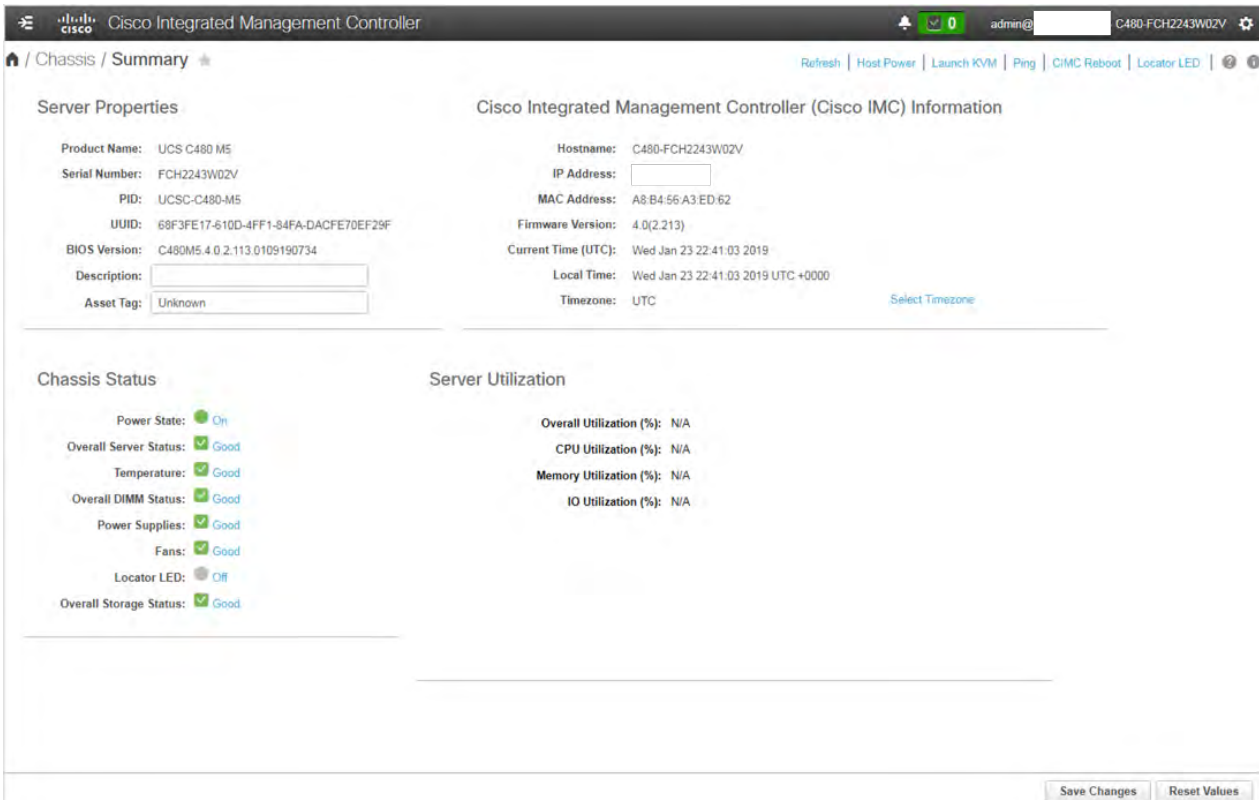 cisco Cisco Integrated Management Controller 0 admin@ C480-FCH2243W02V
/ Chassis / Summary
Refresh | Host Power | Launch KVM | Ping | CIMC Reboot | Locator LED |
Server Properties
Product Name: UCS C480 M5
Serial Number: FCH2243W02V
PID: UCSC-C480-M5
UUID: 68F3FE17-610D-4FF1-84FA-DACFE70EF29F
BIOS Version: C480M5.4.0.2.113.0109190734
Description:
Asset Tag: Unknown
Cisco Integrated Management Controller (Cisco IMC) Information
Hostname: C480-FCH2243W02V
IP Address:
MAC Address: A8:B4:56:A3:ED:62
Firmware Version: 4.0(2.213)
Current Time (UTC): Wed Jan 23 22:41:03 2019
Local Time: Wed Jan 23 22:41:03 2019 UTC +0000
Timezone: UTC Select Timezone
Chassis Status
Power State: On
Overall Server Status: Good
Temperature: Good
Overall DIMM Status: Good
Power Supplies: Good
Fans: Good
Locator LED: Off
Overall Storage Status: Good
Server Utilization
Overall Utilization (%): N/A
CPU Utilization (%): N/A
Memory Utilization (%): N/A
IO Utilization (%): N/A
Save Changes Reset Values